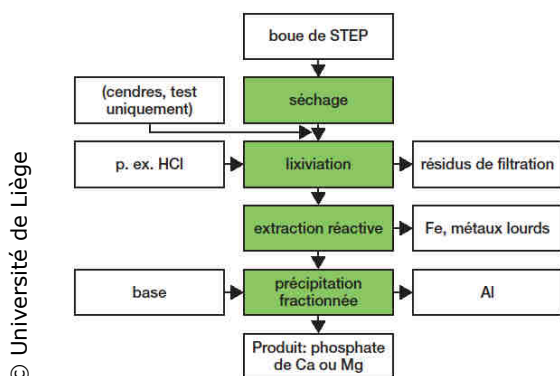 boue de STEP
(cendres, test
uniquement)
séchage
p. ex. HCl
lixiviation
résidus de filtration
extraction réactive
Fe, métaux lourds
base
précipitation
fractionnée
Al
Produit: phosphate
de Ca ou Mg
© Université de Liège